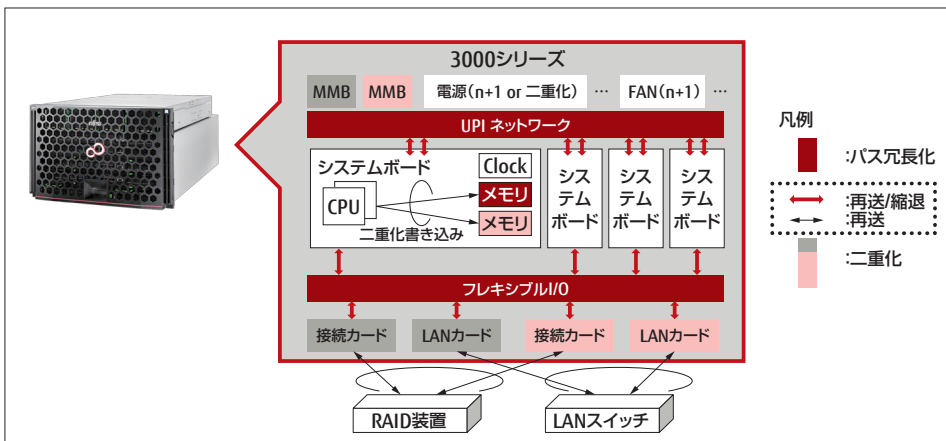 3000シリーズ
MMB
MMB
電源(n+1 or 二重化)
…
FAN(n+1)
…
UPI ネットワーク
システムボード
Clock
CPU
メモリ
メモリ
二重化書き込み
シス
テム
ボード
シス
テム
ボード
シス
テム
ボード
フレキシブルI/O
接続カード
LANカード
接続カード
LANカード
RAID装置
LANスイッチ
凡例
:パス冗長化
:再送/縮退
:再送
:二重化